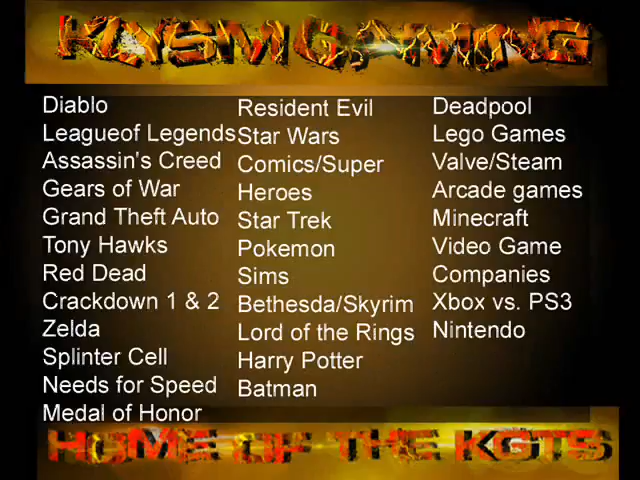 KLYSM GAMING
Diablo
Leagueof Legends
Assassin's Creed
Gears of War
Grand Theft Auto
Tony Hawks
Red Dead
Crackdown 1 & 2
Zelda
Splinter Cell
Needs for Speed
Medal of Honor
Resident Evil
Star Wars
Comics/Super
Heroes
Star Trek
Pokemon
Sims
Bethesda/Skyrim
Lord of the Rings
Harry Potter
Batman
Deadpool
Lego Games
Valve/Steam
Arcade games
Minecraft
Video Game
Companies
Xbox vs. PS3
Nintendo
HOME OF THE KGTS